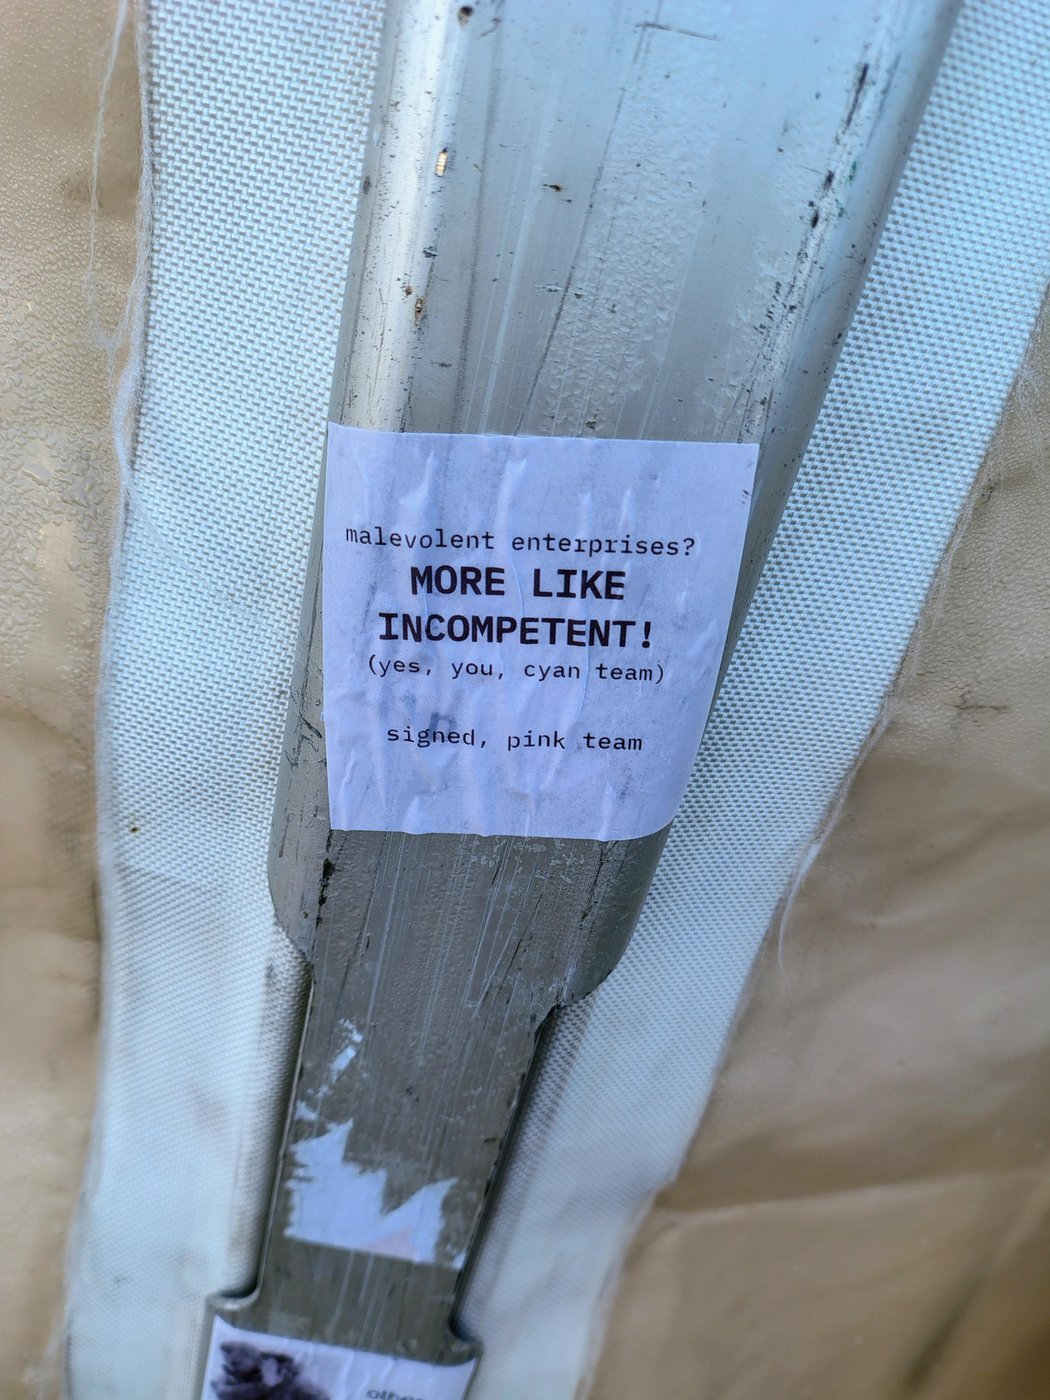 malevolent enterprises?
MORE LIKE
INCOMPETENT!
(yes, you, cyan team)
signed, pink team